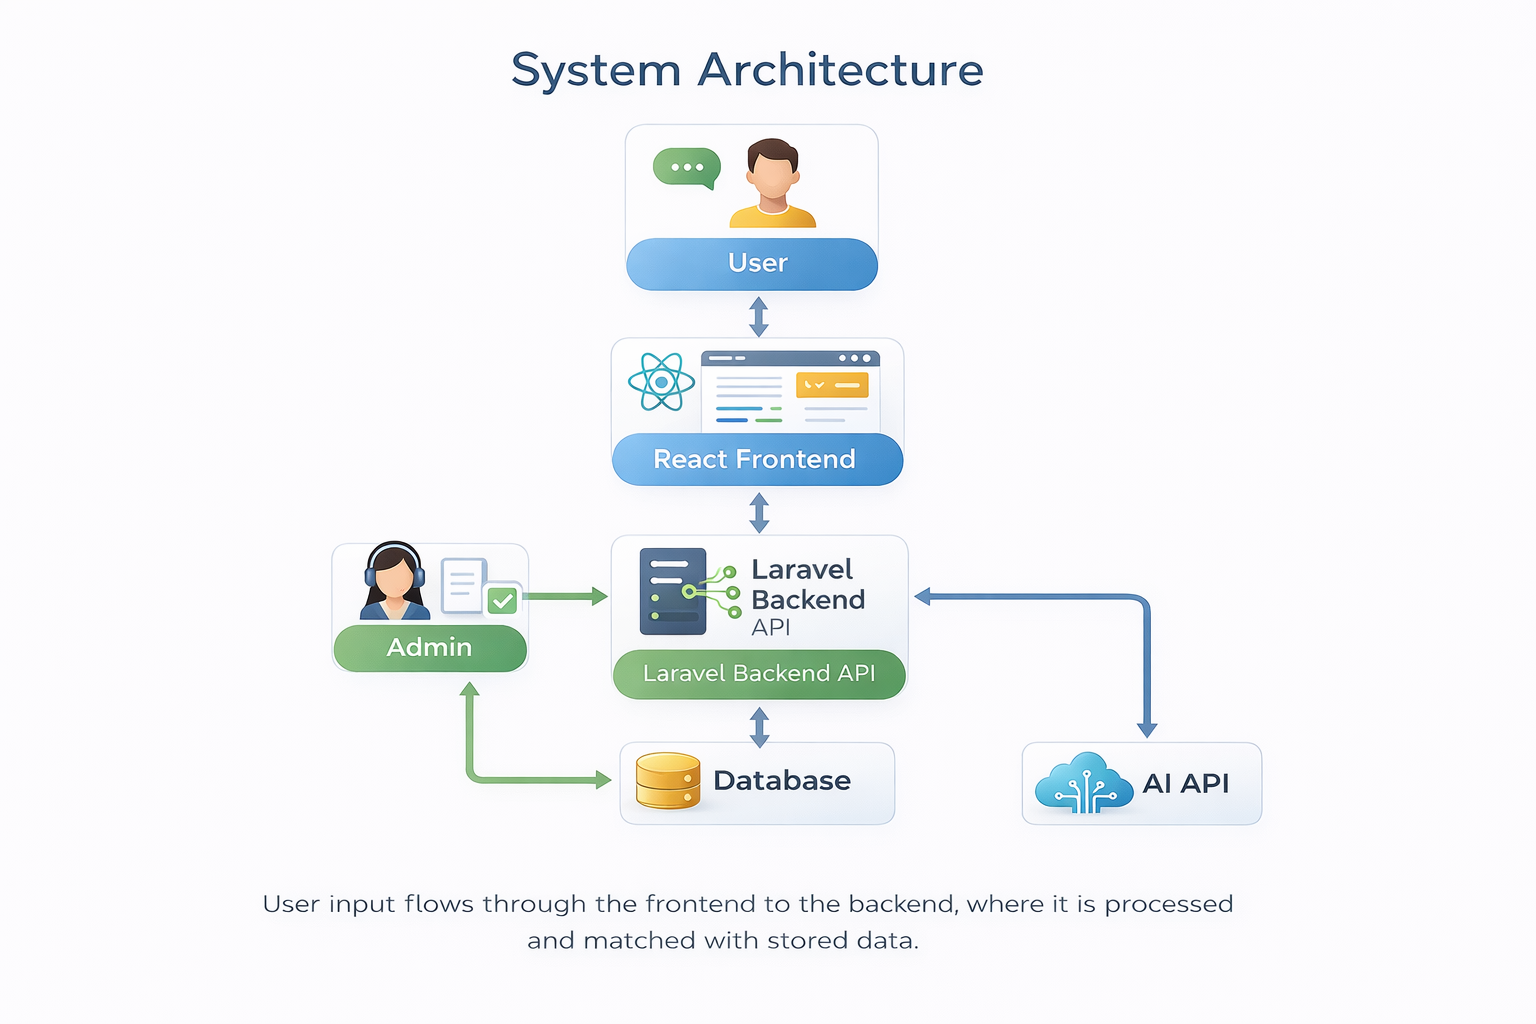 System Architecture
User
React Frontend
Laravel
Backend
API
Admin
Laravel Backend API
Database
AI API
User input flows through the frontend to the backend, where it is processed
and matched with stored data.